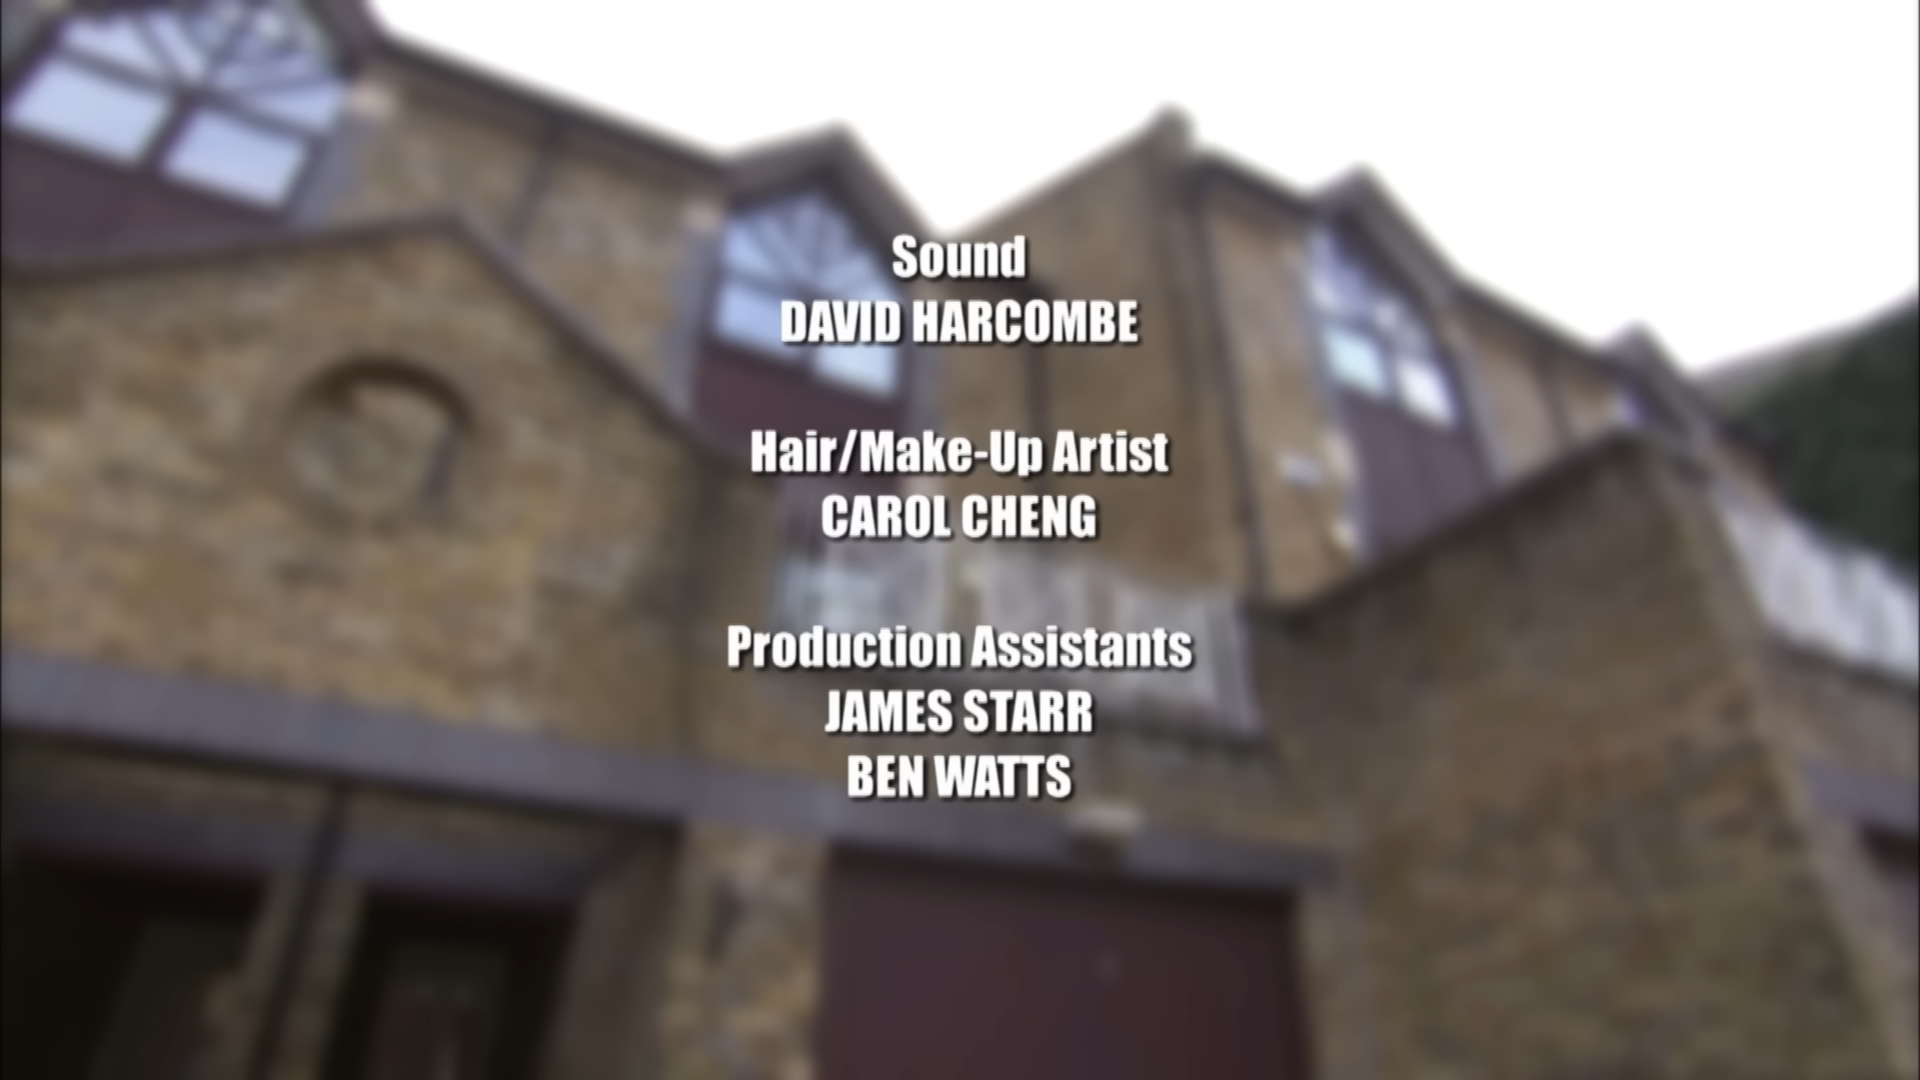 Sound
DAVID HARCOMBE
Hair/Make-Up Artist
CAROL CHENG
Production Assistants
JAMES STARR
BEN WATTS